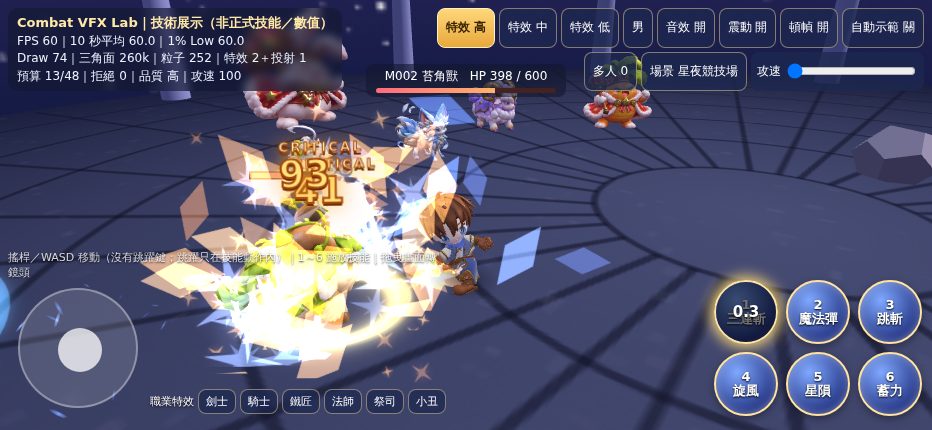 Combat VFX Lab｜技術展示（非正式技能／數值）
FPS 60｜10 秒平均 60.0｜1% Low 60.0
Draw 74｜三角面 260k｜粒子 252｜特效 2＋投射 1
預算 13/48｜拒絕 0｜品質 高｜攻速 100
特效 高
特效 中
特效 低
男
音效 開
震動 開
頓幀 開
自動示範 關
多人 0
場景 星夜競技場
攻速
M002 苔角獸 HP 398 / 600
CRITICAL
93
41
搖桿／WASD 移動（沒有跳躍鍵；跳躍只在技能動作內）｜1～6
鏡頭
1
三連斬
0.3
2
魔法彈
3
跳斬
4
旋風
5
星隕
6
蓄力
職業特效
劍士
騎士
鐵匠
法師
祭司
小丑